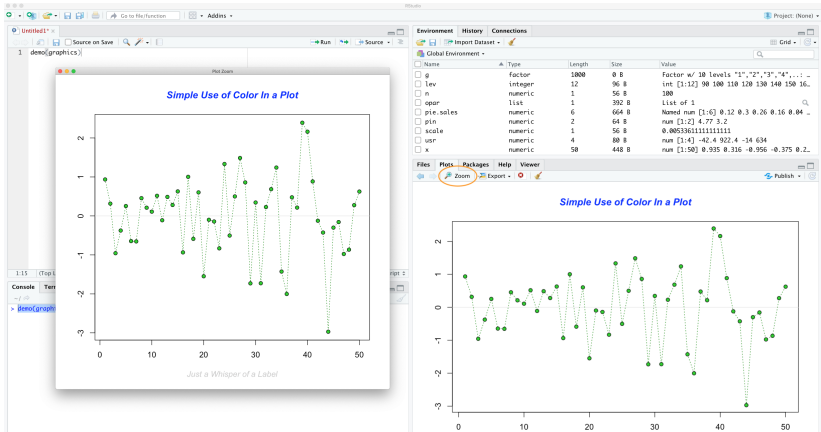 RStudio
Go to file/function
Addins
Project: (None)
Untitled1*
Source on Save
Run
Source
1 demo(graphics)
1:15
Console
> demo(graph
Plot Zoom
Simple Use of Color In a Plot
2
1
0
-1
-2
-3
0 10 20 30 40 50
Just a Whisper of a Label
Environment History Connections
Import Dataset
Grid
Global Environment
Name Type Length Size Value
g factor 1000 0 B Factor w/ 10 levels "1","2","3","4",..: …
lev integer 12 96 B int [1:12] 90 100 110 120 130 140 150 16…
n numeric 1 56 B 100
opar list 1 392 B List of 1
pie.sales numeric 6 664 B Named num [1:6] 0.12 0.3 0.26 0.16 0.04 …
pin numeric 2 64 B num [1:2] 4.77 3.2
scale numeric 1 56 B 0.00533611111111111
usr numeric 4 80 B num [1:4] -42.4 922.4 -14 634
x numeric 50 448 B num [1:50] 0.935 0.316 -0.956 -0.375 0.2…
Files Plots Packages Help Viewer
Zoom Export Publish
Simple Use of Color In a Plot
2
1
0
-1
-2
-3
0 10 20 30 40 50